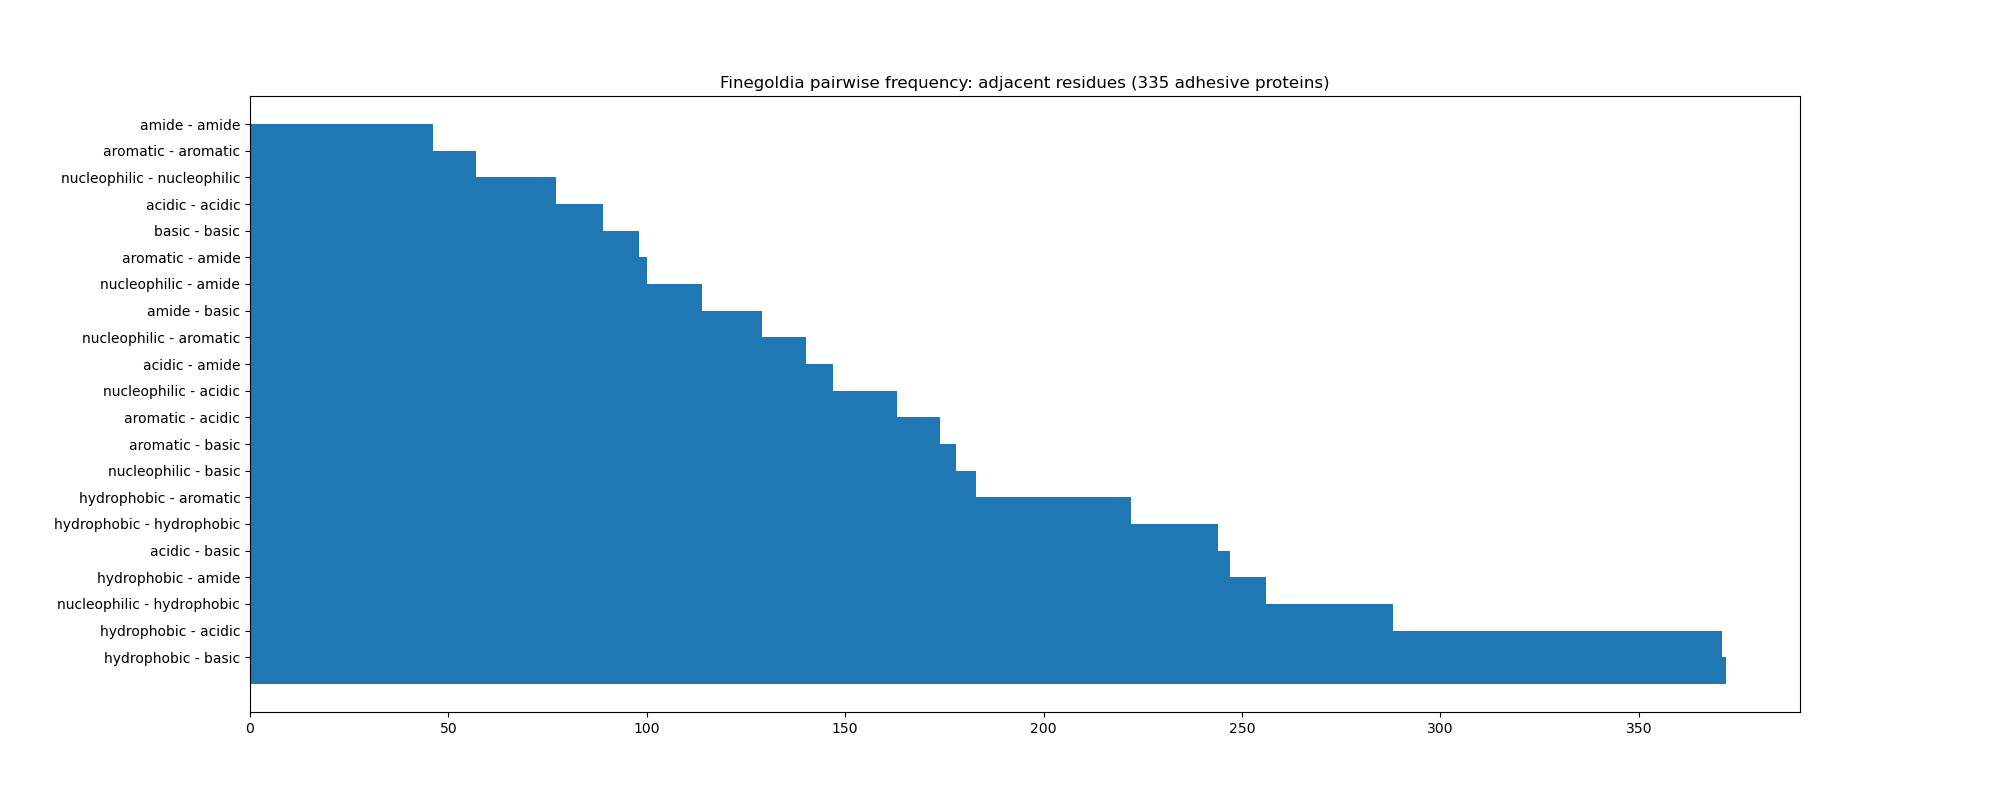 Finegoldia pairwise frequency: adjacent residues (335 adhesive proteins)
amide - amide
aromatic - aromatic
nucleophilic - nucleophilic
acidic - acidic
basic - basic
aromatic - amide
nucleophilic - amide
amide - basic
nucleophilic - aromatic
acidic - amide
nucleophilic - acidic
aromatic - acidic
aromatic - basic
nucleophilic - basic
hydrophobic - aromatic
hydrophobic - hydrophobic
acidic - basic
hydrophobic - amide
nucleophilic - hydrophobic
hydrophobic - acidic
hydrophobic - basic
0 50 100 150 200 250 300 350